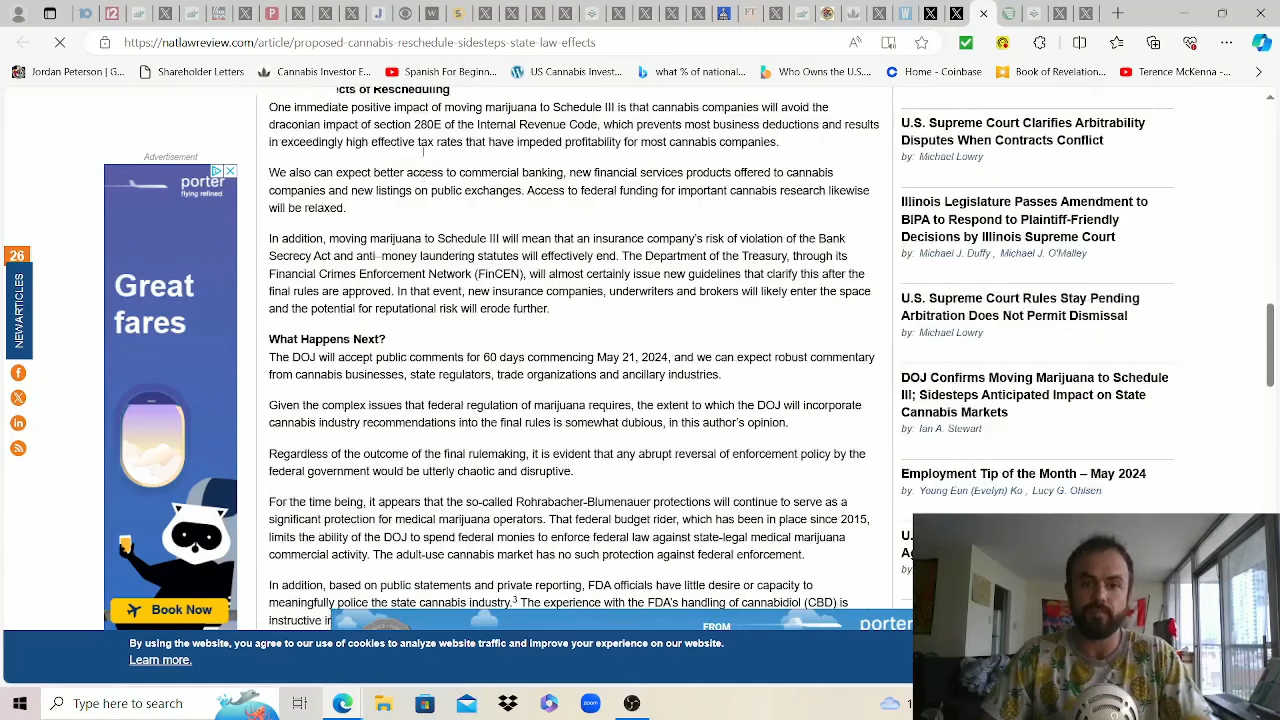 https://natlawreview.com/article/proposed-cannabis-reschedule-sidesteps-state-law-effects
Jordan Peterson | G...
Shareholder Letters
Cannabis Investor E...
Spanish For Beginn...
US Cannabis Invest...
what % of national...
Who Owns the U.S...
Home - Coinbase
Book of Revelation...
Terence McKenna -...
ects of Rescheduling
One immediate positive impact of moving marijuana to Schedule III is that cannabis companies will avoid the
draconian impact of section 280E of the Internal Revenue Code, which prevents most business deductions and results
in exceedingly high effective tax rates that have impeded profitability for most cannabis companies.
We also can expect better access to commercial banking, new financial services products offered to cannabis
companies and new listings on public exchanges. Access to federal funding for important cannabis research likewise
will be relaxed.
In addition, moving marijuana to Schedule III will mean that an insurance company's risk of violation of the Bank
Secrecy Act and anti-money laundering statutes will effectively end. The Department of the Treasury, through its
Financial Crimes Enforcement Network (FinCEN), will almost certainly issue new guidelines that clarify this after the
final rules are approved. In that event, new insurance companies, underwriters and brokers will likely enter the space
and the potential for reputational risk will erode further.
What Happens Next?
The DOJ will accept public comments for 60 days commencing May 21, 2024, and we can expect robust commentary
from cannabis businesses, state regulators, trade organizations and ancillary industries.
Given the complex issues that federal regulation of marijuana requires, the extent to which the DOJ will incorporate
cannabis industry recommendations into the final rules is somewhat dubious, in this author's opinion.
Regardless of the outcome of the final rulemaking, it is evident that any abrupt reversal of enforcement policy by the
federal government would be utterly chaotic and disruptive.
For the time being, it appears that the so-called Rohrabacher-Blumenauer protections will continue to serve as a
significant protection for medical marijuana operators. That federal budget rider, which has been in place since 2015,
limits the ability of the DOJ to spend federal monies to enforce federal law against state-legal medical marijuana
commercial activity. The adult-use cannabis market has no such protection against federal enforcement.
In addition, based on public statements and private reporting, FDA officials have little desire or capacity to
meaningfully police the state cannabis industry.3 The experience with the FDA's handling of cannabidiol (CBD) is
instructive in
Advertisement
porter
flying refined
Great
fares
Book Now
26
NEW ARTICLES
U.S. Supreme Court Clarifies Arbitrability
Disputes When Contracts Conflict
by: Michael Lowry
Illinois Legislature Passes Amendment to
BIPA to Respond to Plaintiff-Friendly
Decisions by Illinois Supreme Court
by: Michael J. Duffy , Michael J. O'Malley
U.S. Supreme Court Rules Stay Pending
Arbitration Does Not Permit Dismissal
by: Michael Lowry
DOJ Confirms Moving Marijuana to Schedule
III; Sidesteps Anticipated Impact on State
Cannabis Markets
by: Ian A. Stewart
Employment Tip of the Month – May 2024
by: Young Eun (Evelyn) Ko , Lucy G. Ohlsen
FROM
porter
By using the website, you agree to our use of cookies to analyze website traffic and improve your experience on our website.
Learn more.
Type here to search
zoom